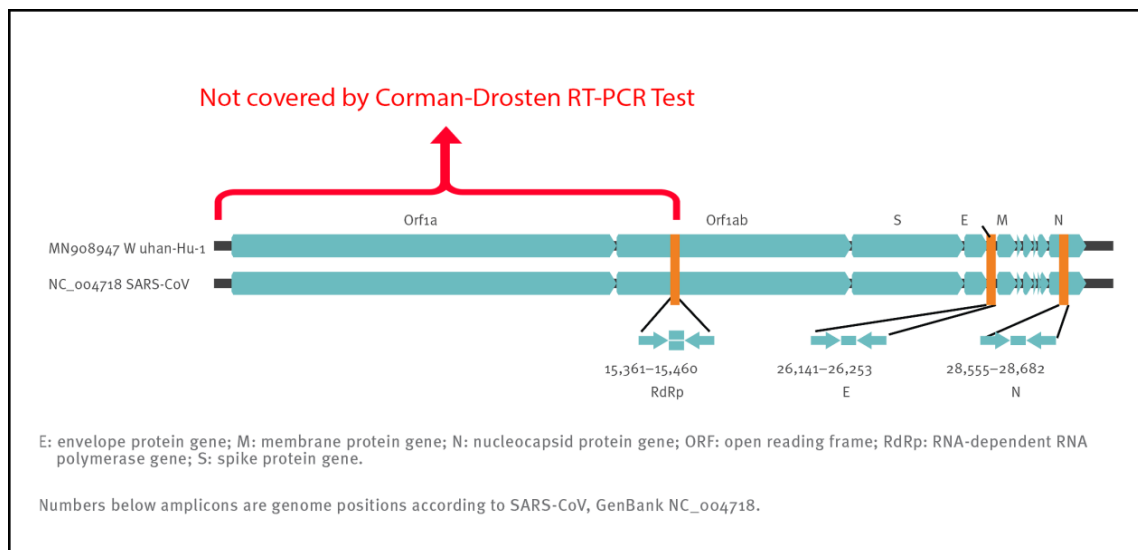 Not covered by Corman-Drosten RT-PCR Test
Orf1a Orf1ab S E M N
MN908947 W uhan-Hu-1
NC_004718 SARS-CoV
15,361–15,460 26,141–26,253 28,555–28,682
RdRp E N
E: envelope protein gene; M: membrane protein gene; N: nucleocapsid protein gene; ORF: open reading frame; RdRp: RNA-dependent RNA
polymerase gene; S: spike protein gene.
Numbers below amplicons are genome positions according to SARS-CoV, GenBank NC_004718.